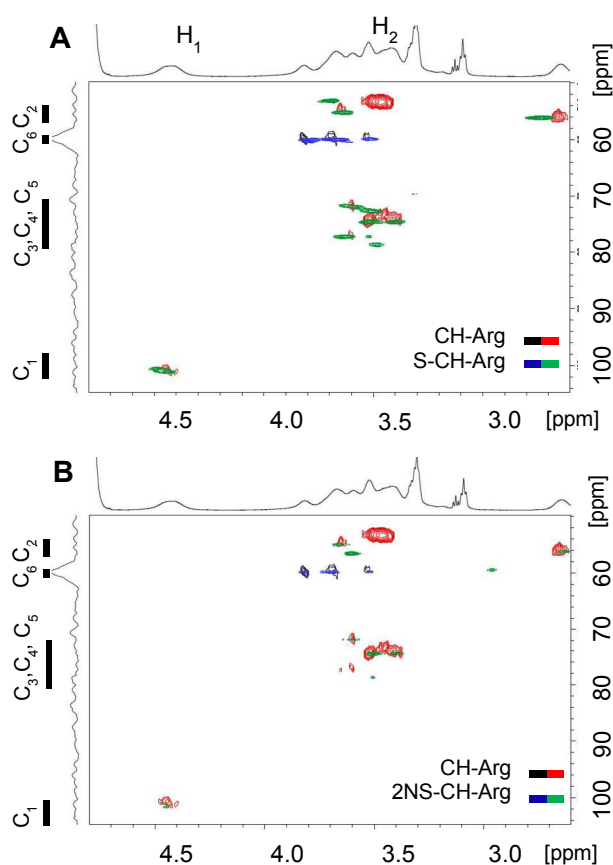 A
H₁
H₂
[ppm]
60
70
80
90
100
C₆ C₂
C₃, C₄, C₅
C₁
CH-Arg
S-CH-Arg
4.5
4.0
3.5
3.0
[ppm]
B
[ppm]
60
70
80
90
100
C₆ C₂
C₃, C₄, C₅
C₁
CH-Arg
2NS-CH-Arg
4.5
4.0
3.5
3.0
[ppm]